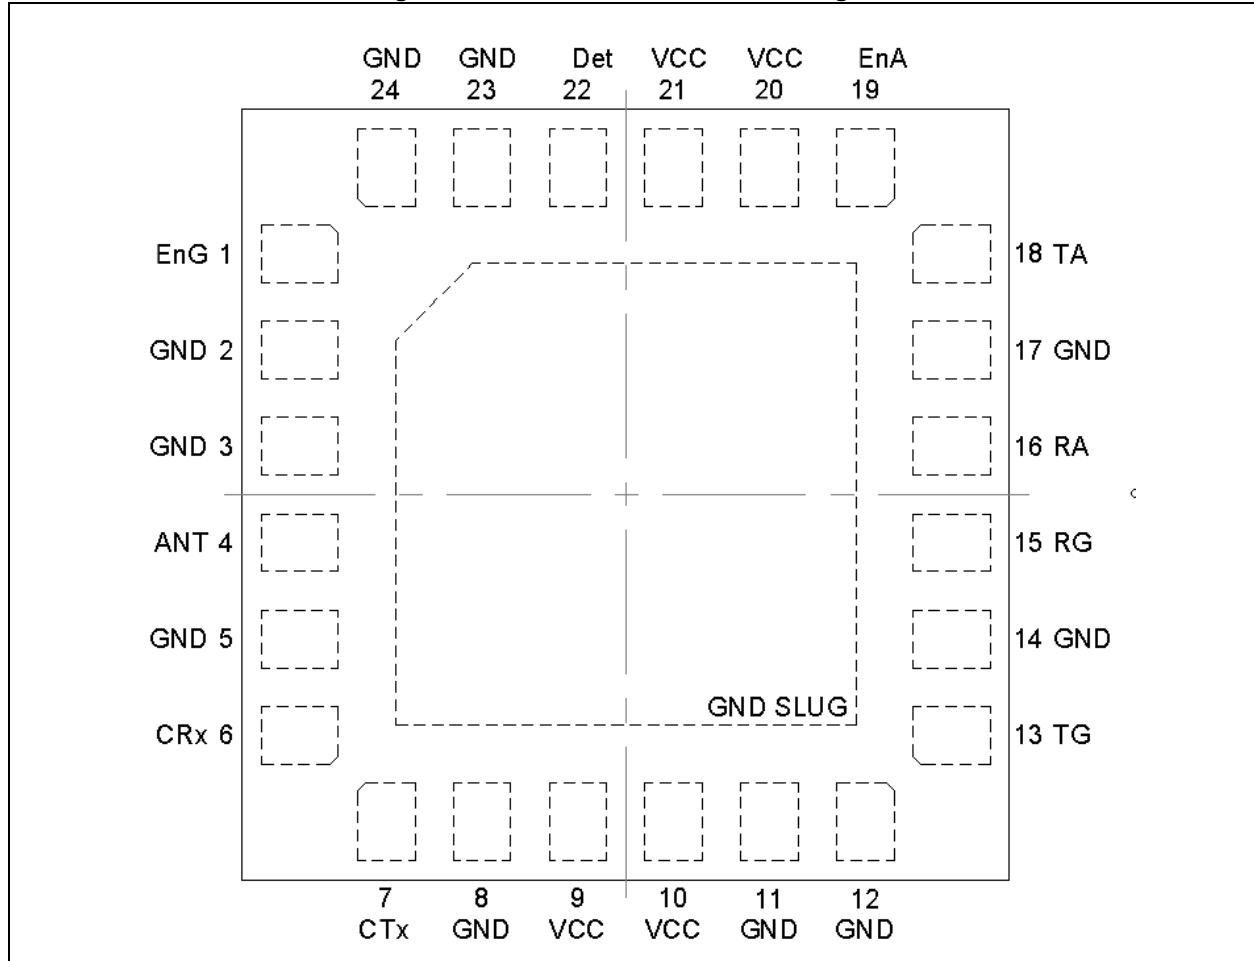 GND GND Det VCC VCC EnA
24 23 22 21 20 19
EnG 1 18 TA
GND 2 17 GND
GND 3 16 RA
ANT 4 15 RG
GND 5 14 GND
GND SLUG
CRx 6 13 TG
7 8 9 10 11 12
CTx GND VCC VCC GND GND